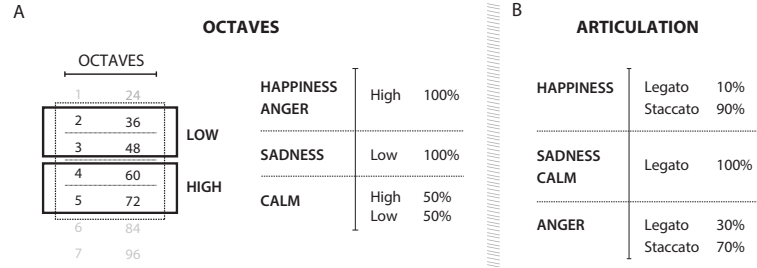 A
OCTAVES
OCTAVES
1 24
2 36
3 48
4 60
5 72
6 84
7 96
LOW
HIGH
HAPPINESS
ANGER
High 100%
SADNESS Low 100%
CALM
High 50%
Low 50%
B
ARTICULATION
HAPPINESS
Legato 10%
Staccato 90%
SADNESS
CALM
Legato 100%
ANGER
Legato 30%
Staccato 70%